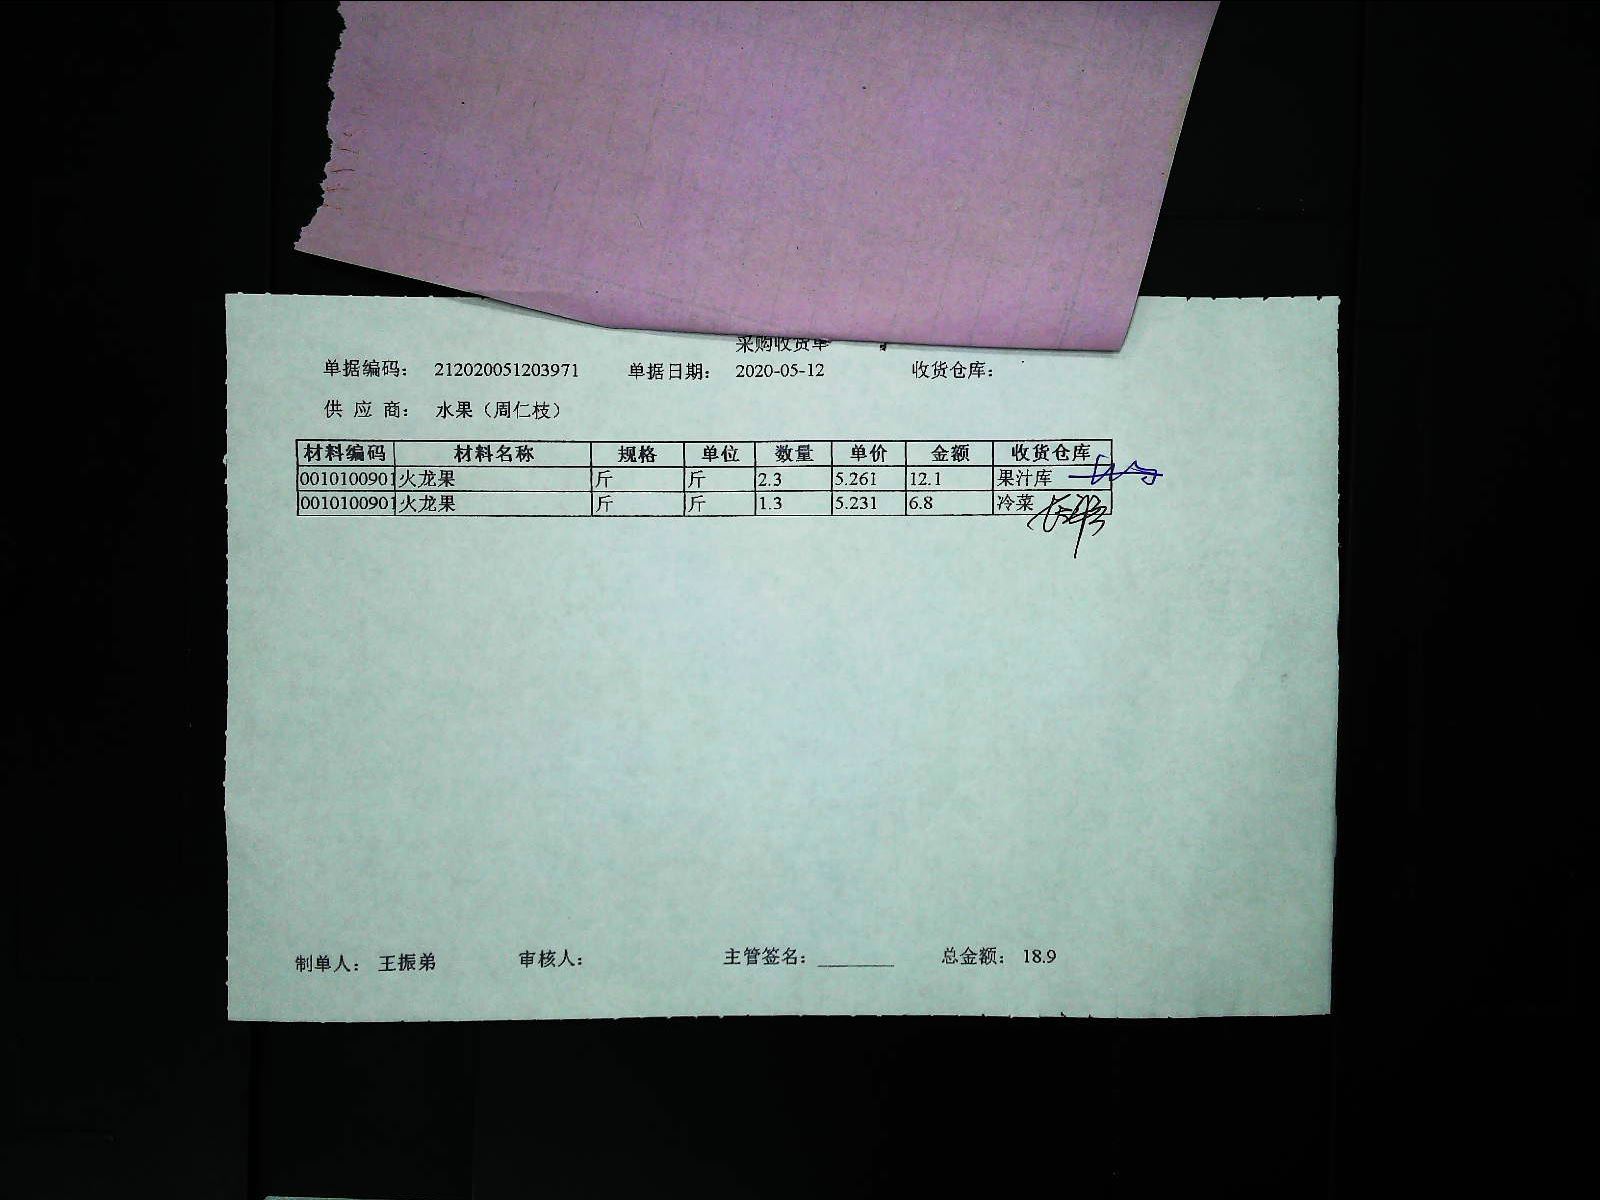 采购收货单
单据编码： 212020051203971 单据日期： 2020-05-12 收货仓库：
供 应 商： 水果（周仁枝）
材料编码 材料名称 规格 单位 数量 单价 金额 收货仓库
0010100901 火龙果 斤 斤 2.3 5.261 12.1 果汁库
0010100901 火龙果 斤 斤 1.3 5.231 6.8 冷菜
制单人： 王振弟 审核人： 主管签名：________ 总金额： 18.9